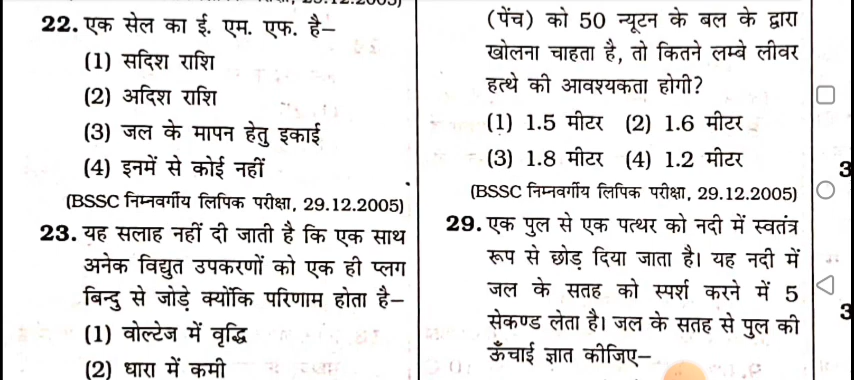 22. एक सेल का ई. एम. एफ. है–
(1) सदिश राशि
(2) अदिश राशि
(3) जल के मापन हेतु इकाई
(4) इनमें से कोई नहीं
(BSSC निम्नवर्गीय लिपिक परीक्षा, 29.12.2005)
23. यह सलाह नहीं दी जाती है कि एक साथ
अनेक विद्युत उपकरणों को एक ही प्लग
बिन्दु से जोड़े क्योंकि परिणाम होता है–
(1) वोल्टेज में वृद्धि
(2) धारा में कमी
(पेंच) को 50 न्यूटन के बल के द्वारा
खोलना चाहता है, तो कितने लम्बे लीवर
हत्थे की आवश्यकता होगी?
(1) 1.5 मीटर (2) 1.6 मीटर
(3) 1.8 मीटर (4) 1.2 मीटर
(BSSC निम्नवर्गीय लिपिक परीक्षा, 29.12.2005)
29. एक पुल से एक पत्थर को नदी में स्वतंत्र
रूप से छोड़ दिया जाता है। यह नदी में
जल के सतह को स्पर्श करने में 5
सेकण्ड लेता है। जल के सतह से पुल की
ऊँचाई ज्ञात कीजिए–
3
3